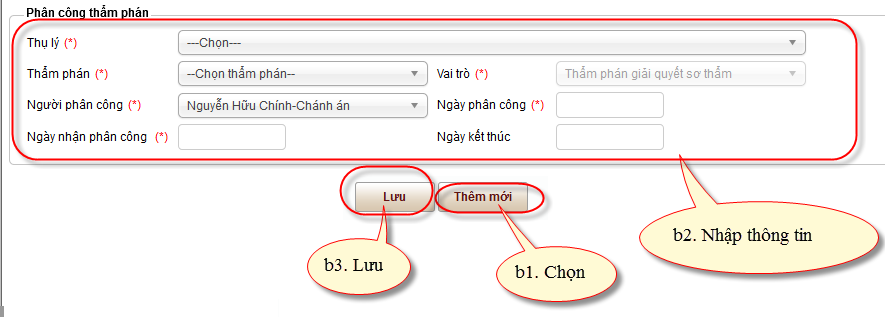 Phân công thẩm phán
Thụ lý (*) ---Chọn---
Thẩm phán (*) --Chọn thẩm phán-- Vai trò (*) Thẩm phán giải quyết sơ thẩm
Người phân công (*) Nguyễn Hữu Chính-Chánh án Ngày phân công (*)
Ngày nhận phân công (*) Ngày kết thúc
Lưu Thêm mới
b2. Nhập thông tin
b3. Lưu
b1. Chọn